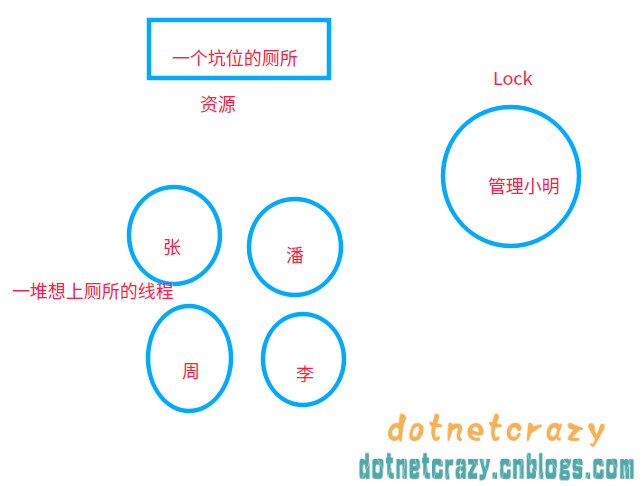 一个坑位的厕所
资源
Lock
管理小明
张
潘
一堆想上厕所的线程
周
李
dotnetcrazy
dotnetcrazy.cnblogs.com